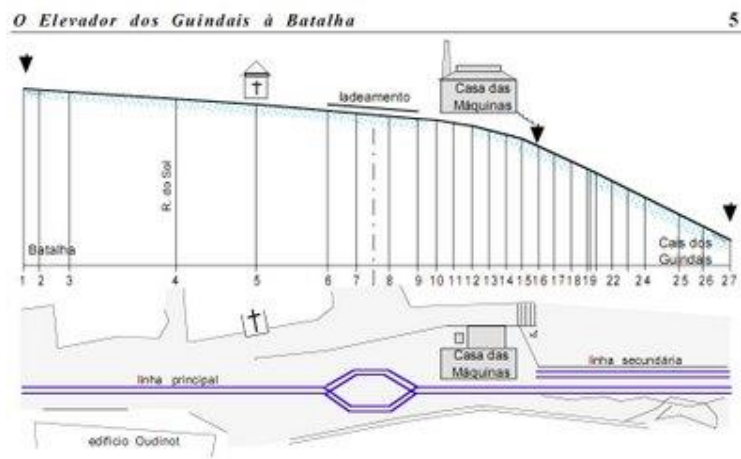 O Elevador dos Guindais à Batalha 5
ladeamento
Casa das
Máquinas
R. do Sol
Batalha
Cais dos
Guindais
1 2 3 4 5 6 7 8 9 10 11 12 13 14 15 16 17 18 19 22 24 25 26 27
Casa das
Máquinas
linha secundária
linha principal
edifício Oudinot